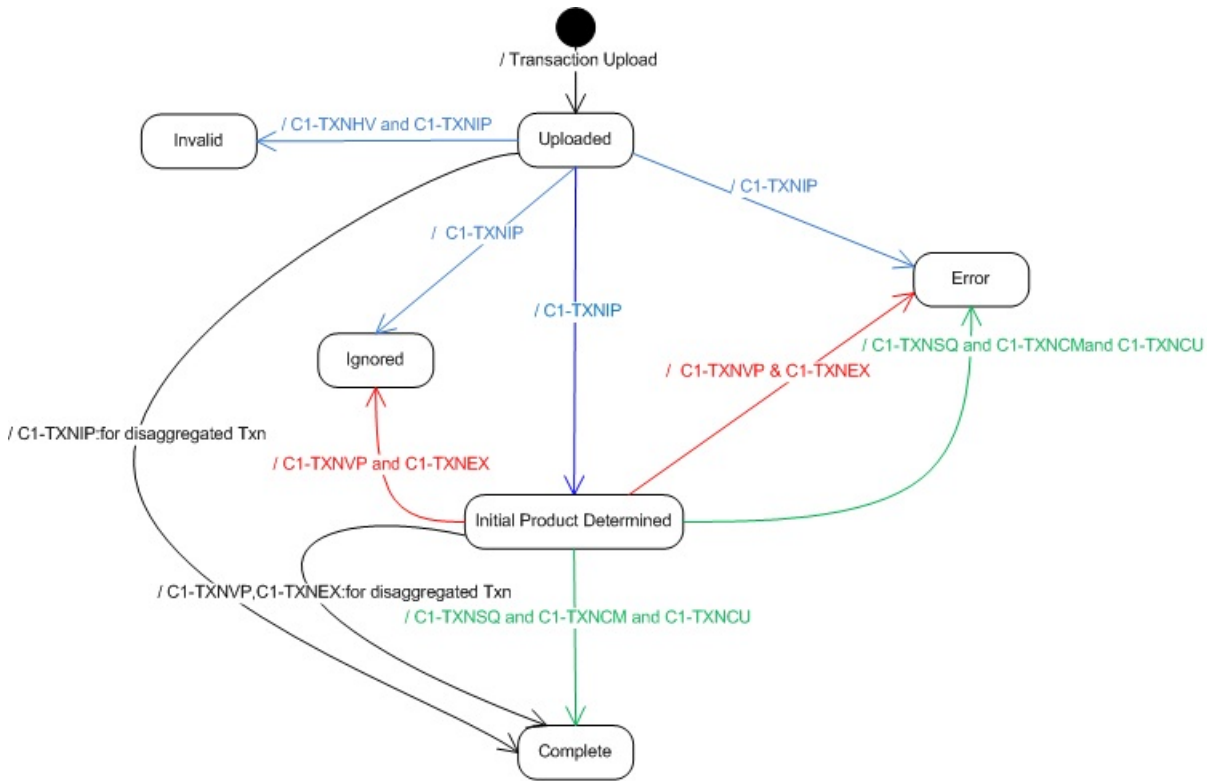 / Transaction Upload
/ C1-TXNHV and C1-TXNIP
Invalid
Uploaded
/ C1-TXNIP
/ C1-TXNIP
Error
/ C1-TXNIP
/ C1-TXNSQ and C1-TXNCMand C1-TXNCU
Ignored
/ C1-TXNVP & C1-TXNEX
/ C1-TXNIP:for disaggregated Txn
/ C1-TXNVP and C1-TXNEX
Initial Product Determined
/ C1-TXNVP,C1-TXNEX:for disaggregated Txn
/ C1-TXNSQ and C1-TXNCM and C1-TXNCU
Complete